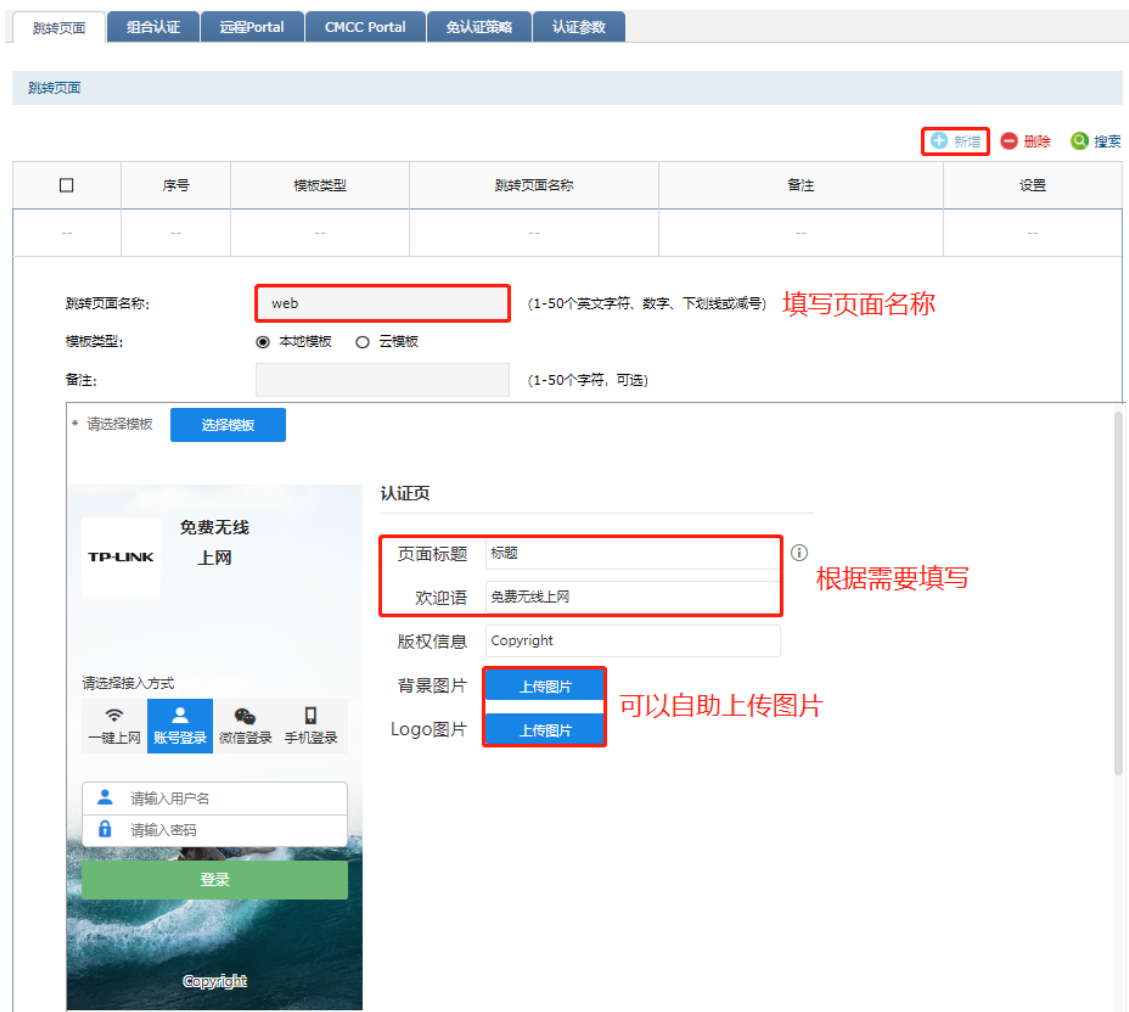 跳转页面 组合认证 远程Portal CMCC Portal 免认证策略 认证参数
跳转页面
新增 删除 搜索
序号 模板类型 跳转页面名称 备注 设置
-- -- -- -- -- --
跳转页面名称: web (1-50个英文字符、数字、下划线或减号) 填写页面名称
模板类型: 本地模板 云模板
备注: (1-50个字符, 可选)
* 请选择模板 选择模板
认证页
免费无线
上网
TP-LINK
页面标题 标题
根据需要填写
欢迎语 免费无线上网
版权信息 Copyright
请选择接入方式
背景图片 上传图片
可以自助上传图片
Logo图片 上传图片
一键上网 账号登录 微信登录 手机登录
请输入用户名
请输入密码
登录
Copyright